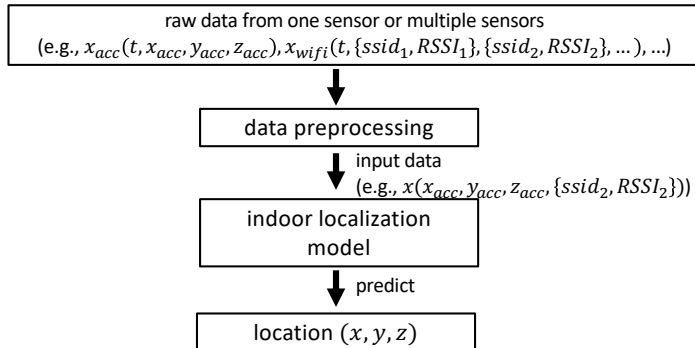 raw data from one sensor or multiple sensors
(e.g., x_acc(t, x_acc, y_acc, z_acc), x_wifi(t, {ssid_1, RSSI_1}, {ssid_2, RSSI_2}, … ), …)
data preprocessing
input data
(e.g., x(x_acc, y_acc, z_acc, {ssid_2, RSSI_2}))
indoor localization
model
predict
location (x, y, z)